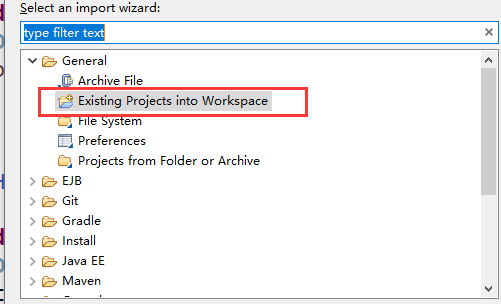 Select an import wizard:
type filter text
General
Archive File
Existing Projects into Workspace
File System
Preferences
Projects from Folder or Archive
EJB
Git
Gradle
Install
Java EE
Maven